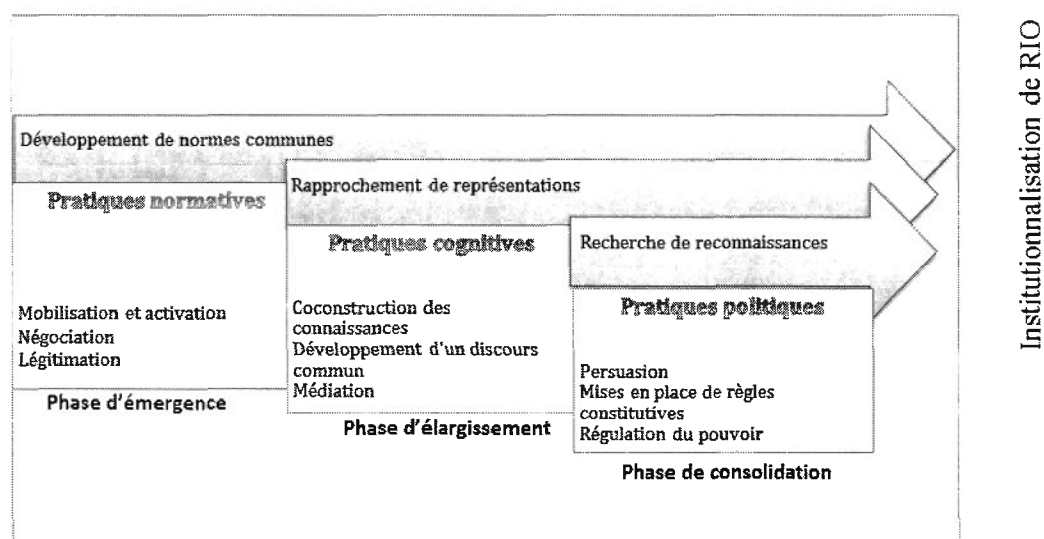 Développement de normes communes
Pratiques normatives
Mobilisation et activation
Négociation
Légitimation
Phase d'émergence
Rapprochement de représentations
Pratiques cognitives
Coconstruction des
connaissances
Développement d'un discours
commun
Médiation
Phase d'élargissement
Recherche de reconnaissances
Pratiques politiques
Persuasion
Mises en place de règles
constitutives
Régulation du pouvoir
Phase de consolidation
Institutionnalisation de RIO